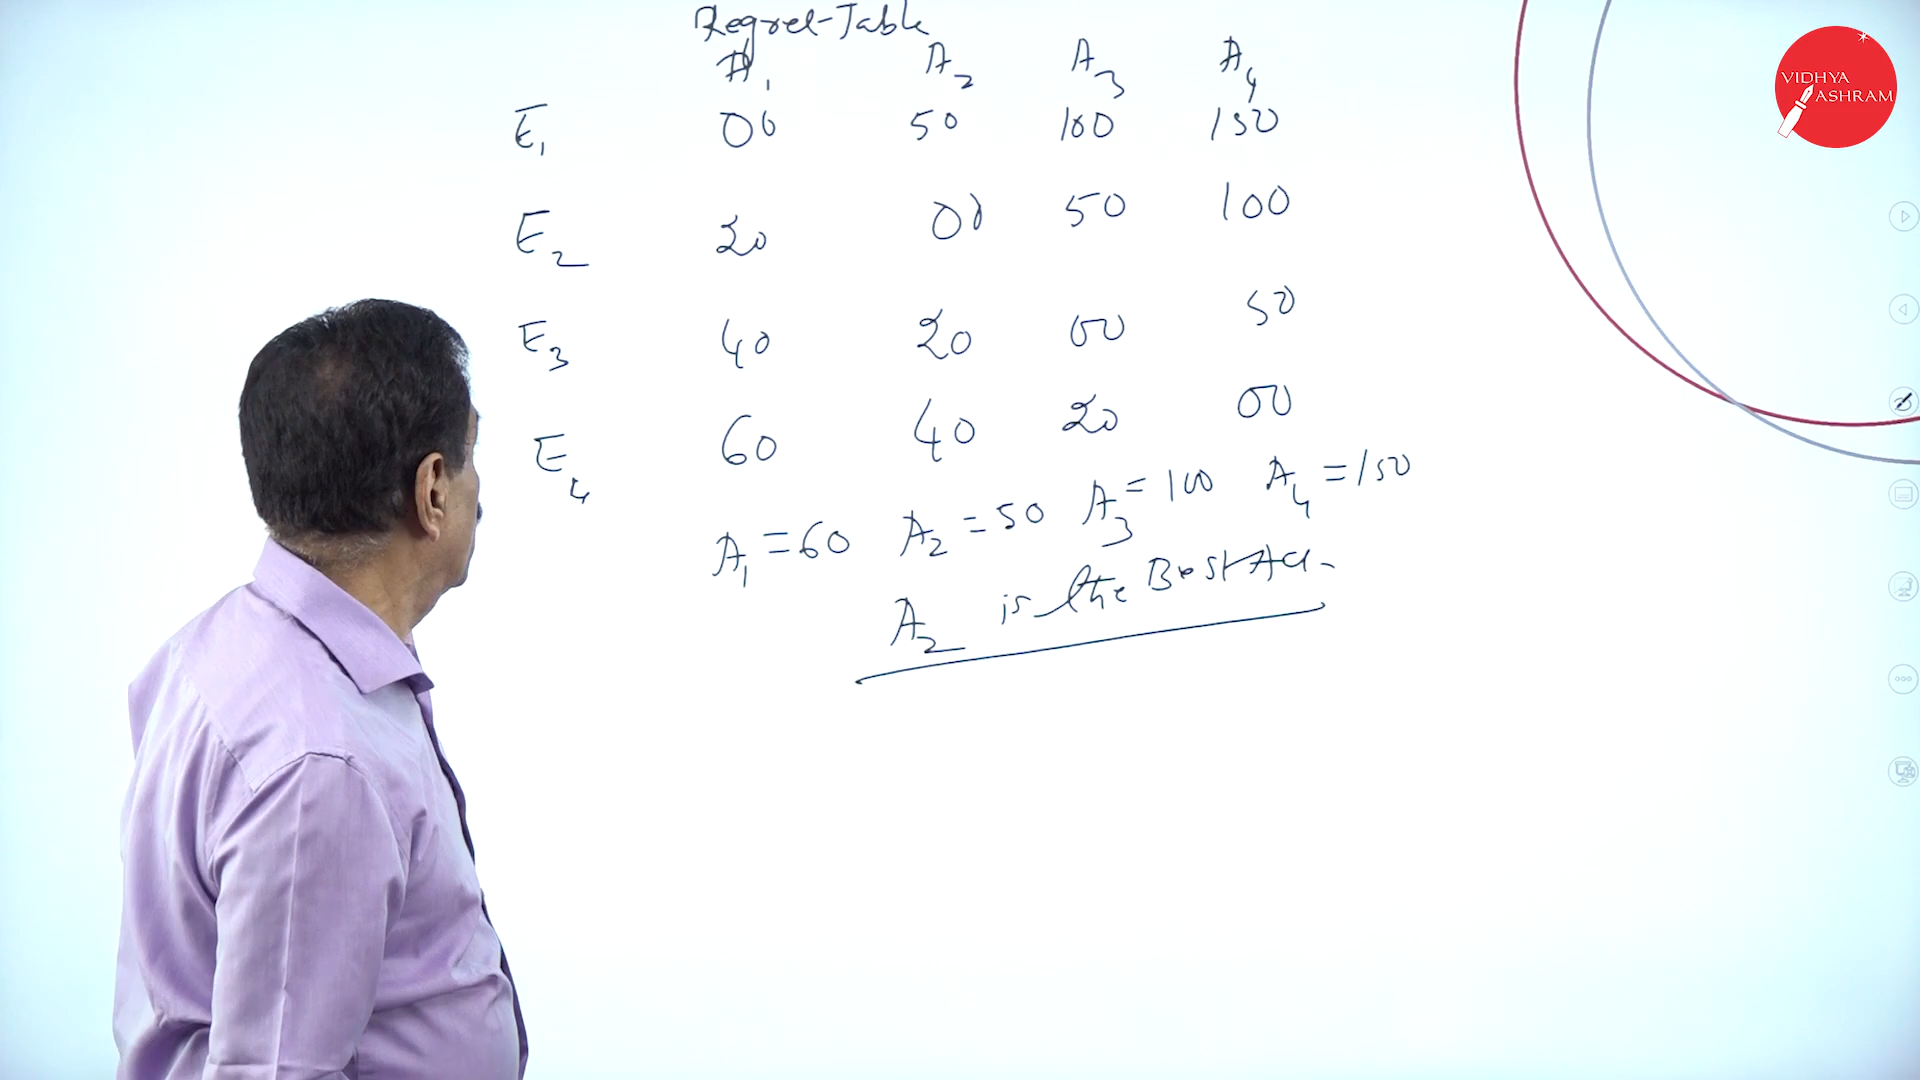 Regret-Table
A1 A2 A3 A4
E1 00 50 100 150
E2 20 00 50 100
E3 40 20 00 50
E4 60 40 20 00
A1 = 60 A2 = 50 A3 = 100 A4 = 150
A2 is the Best Act.
VIDHYA
ASHRAM